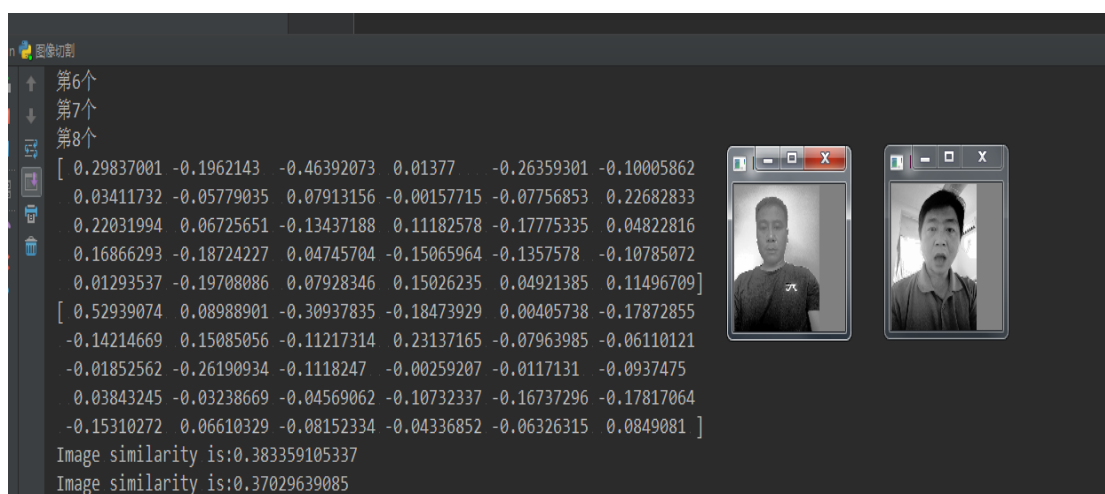 n 图像切割
第6个
第7个
第8个
[ 0.29837001 -0.1962143 -0.46392073 0.01377 -0.26359301 -0.10005862
0.03411732 -0.05779035 0.07913156 -0.00157715 -0.07756853 0.22682833
0.22031994 0.06725651 -0.13437188 0.11182578 -0.17775335 0.04822816
0.16866293 -0.18724227 0.04745704 -0.15065964 -0.1357578 -0.10785072
0.01293537 -0.19708086 0.07928346 0.15026235 0.04921385 0.11496709]
[ 0.52939074 0.08988901 -0.30937835 -0.18473929 0.00405738 -0.17872855
-0.14214669 0.15085056 -0.11217314 0.23137165 -0.07963985 -0.06110121
-0.01852562 -0.26190934 -0.1118247 -0.00259207 -0.0117131 -0.0937475
0.03843245 -0.03238669 -0.04569062 -0.10732337 -0.16737296 -0.17817064
-0.15310272 0.06610329 -0.08152334 -0.04336852 -0.06326315 0.0849081 ]
Image similarity is:0.383359105337
Image similarity is:0.37029639085